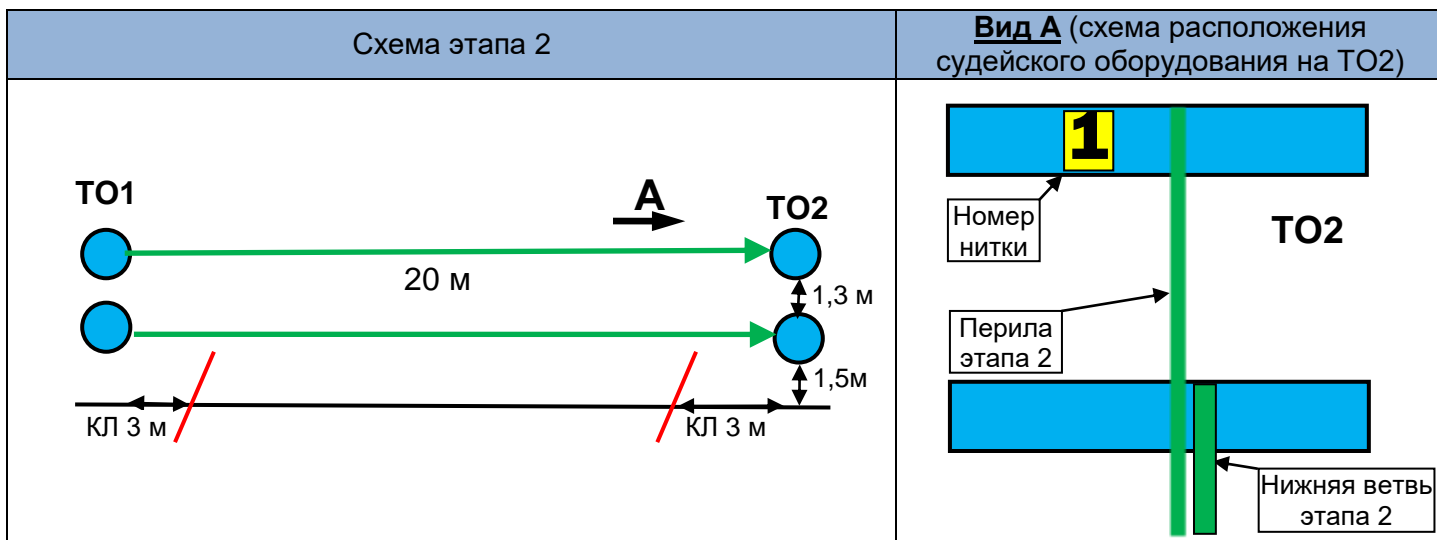 Схема этапа 2
Вид А (схема расположения
судейского оборудования на ТО2)
ТО1
А
ТО2
20 м
1,3 м
1,5м
КЛ 3 м
КЛ 3 м
1
Номер
нитки
ТО2
Перила
этапа 2
Нижняя ветвь
этапа 2